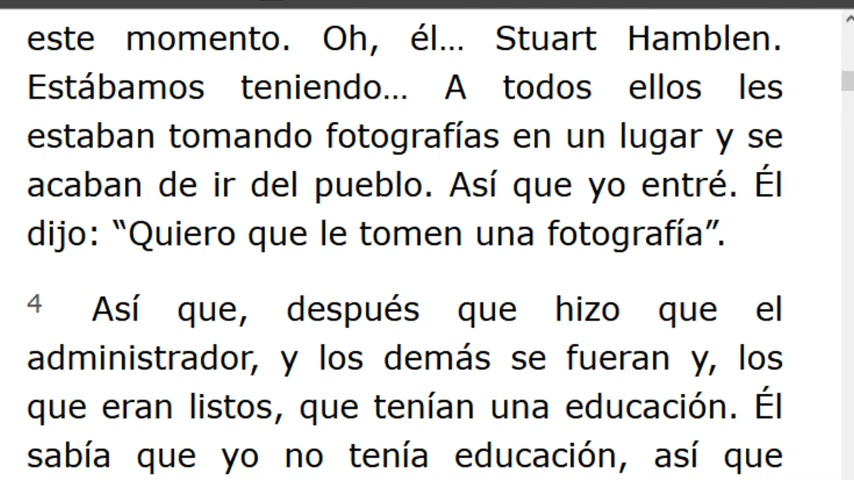 este momento. Oh, él… Stuart Hamblen.
Estábamos teniendo… A todos ellos les
estaban tomando fotografías en un lugar y se
acaban de ir del pueblo. Así que yo entré. Él
dijo: “Quiero que le tomen una fotografía”.
4 Así que, después que hizo que el
administrador, y los demás se fueran y, los
que eran listos, que tenían una educación. Él
sabía que yo no tenía educación, así que